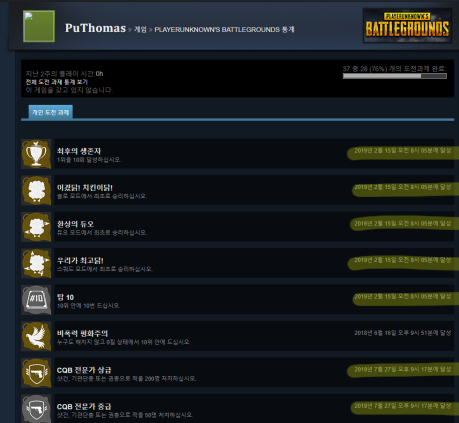 PuThomas » 게임 » PLAYERUNKNOWN'S BATTLEGROUNDS 통계
PLAYERUNKNOWN'S
BATTLEGROUNDS
지난 2주의 플레이 시간: 0h
37 중 28 (76%) 개의 도전과제 완료:
전체 도전 통계 보기
이 게임을 갖고 있지 않습니다.
개인 도전 과제
최후의 생존자
2019년 2월 15일 오전 8시 05분에 달성
1위를 10회 달성하십시오.
이겼닭! 치킨이닭!
2019년 2월 15일 오전 8시 05분에 달성
솔로 모드에서 최초로 승리하십시오.
환상의 듀오
2019년 2월 15일 오전 8시 05분에 달성
듀오 모드에서 최초로 승리하십시오.
우리가 최고닭!
2019년 2월 15일 오전 8시 05분에 달성
스쿼드 모드에서 최초로 승리하십시오.
#10
탑 10
2019년 2월 15일 오전 8시 05분에 달성
10위 안에 10번 드십시오.
비폭력 평화주의
2018년 6월 16일 오후 9시 51분에 달성
누구도 해치지 않고 0킬 상태에서 10위 안에 드십시오.
CQB 전문가 상급
2019년 7월 27일 오후 9시 17분에 달성
샷건, 기관단총 또는 권총으로 적을 200명 처치하십시오.
CQB 전문가 중급
2019년 7월 27일 오후 9시 17분에 달성
샷건, 기관단총 또는 권총으로 적을 50명 처치하십시오.